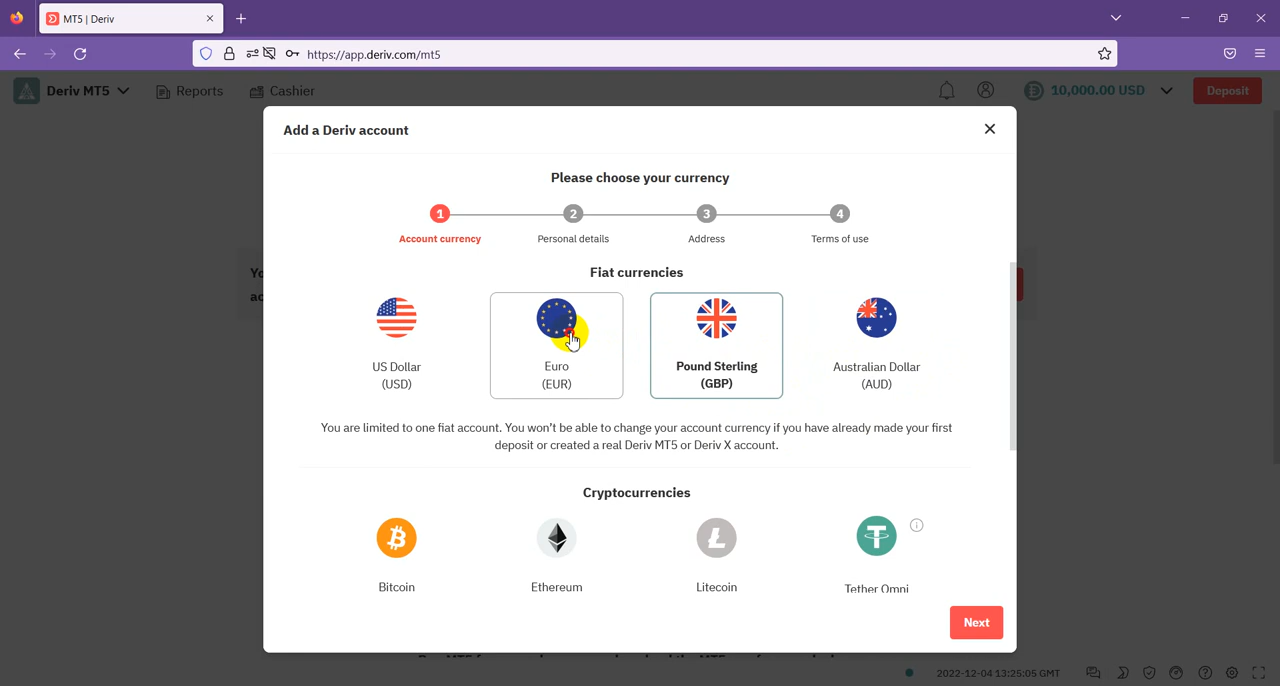 MT5 | Deriv
https://app.deriv.com/mt5
Deriv MT5
Reports
Cashier
10,000.00 USD
Deposit
Add a Deriv account
Please choose your currency
1 2 3 4
Account currency Personal details Address Terms of use
Fiat currencies
US Dollar
(USD)
Euro
(EUR)
Pound Sterling
(GBP)
Australian Dollar
(AUD)
You are limited to one fiat account. You won't be able to change your account currency if you have already made your first
deposit or created a real Deriv MT5 or Deriv X account.
Cryptocurrencies
Bitcoin
Ethereum
Litecoin
Tether Omni
Next
2022-12-04 13:25:05 GMT